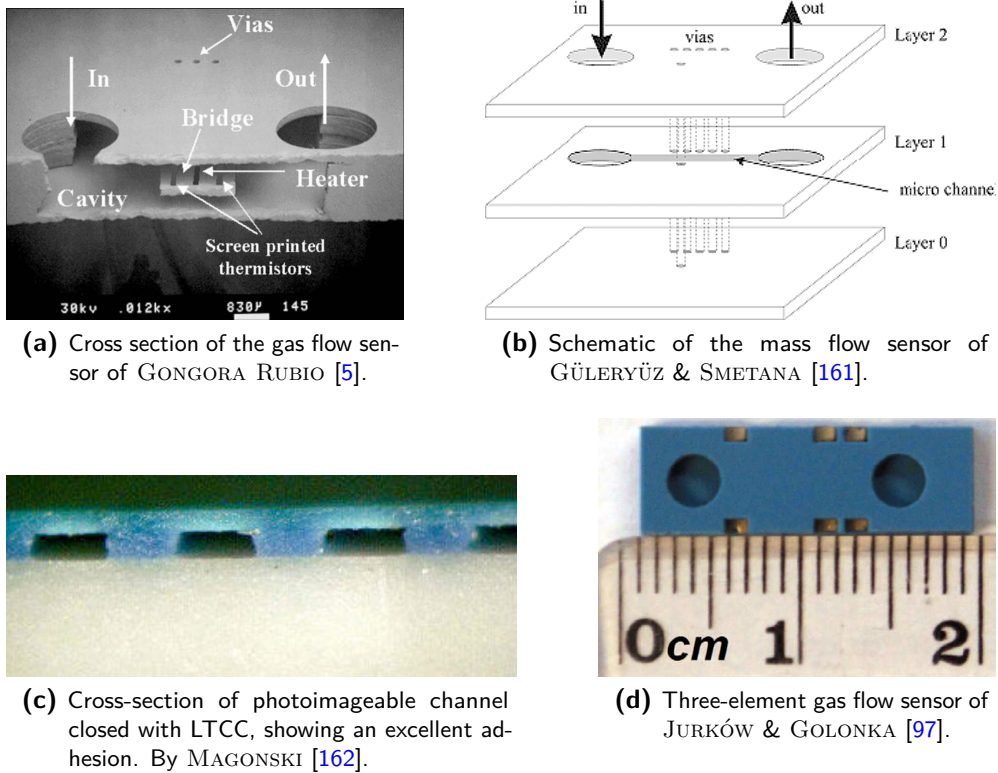 Vias
In
Out
Bridge
Heater
Cavity
Screen printed
thermistors
30kv .012kx 830µ 145
(a) Cross section of the gas flow sen-
sor of GONGORA RUBIO [5].
in
out
vias
Layer 2
Layer 1
micro channel
Layer 0
(b) Schematic of the mass flow sensor of
GÜLERYÜZ & SMETANA [161].
(c) Cross-section of photoimageable channel
closed with LTCC, showing an excellent ad-
hesion. By MAGONSKI [162].
0cm 1 2
(d) Three-element gas flow sensor of
JURKÓW & GOLONKA [97].